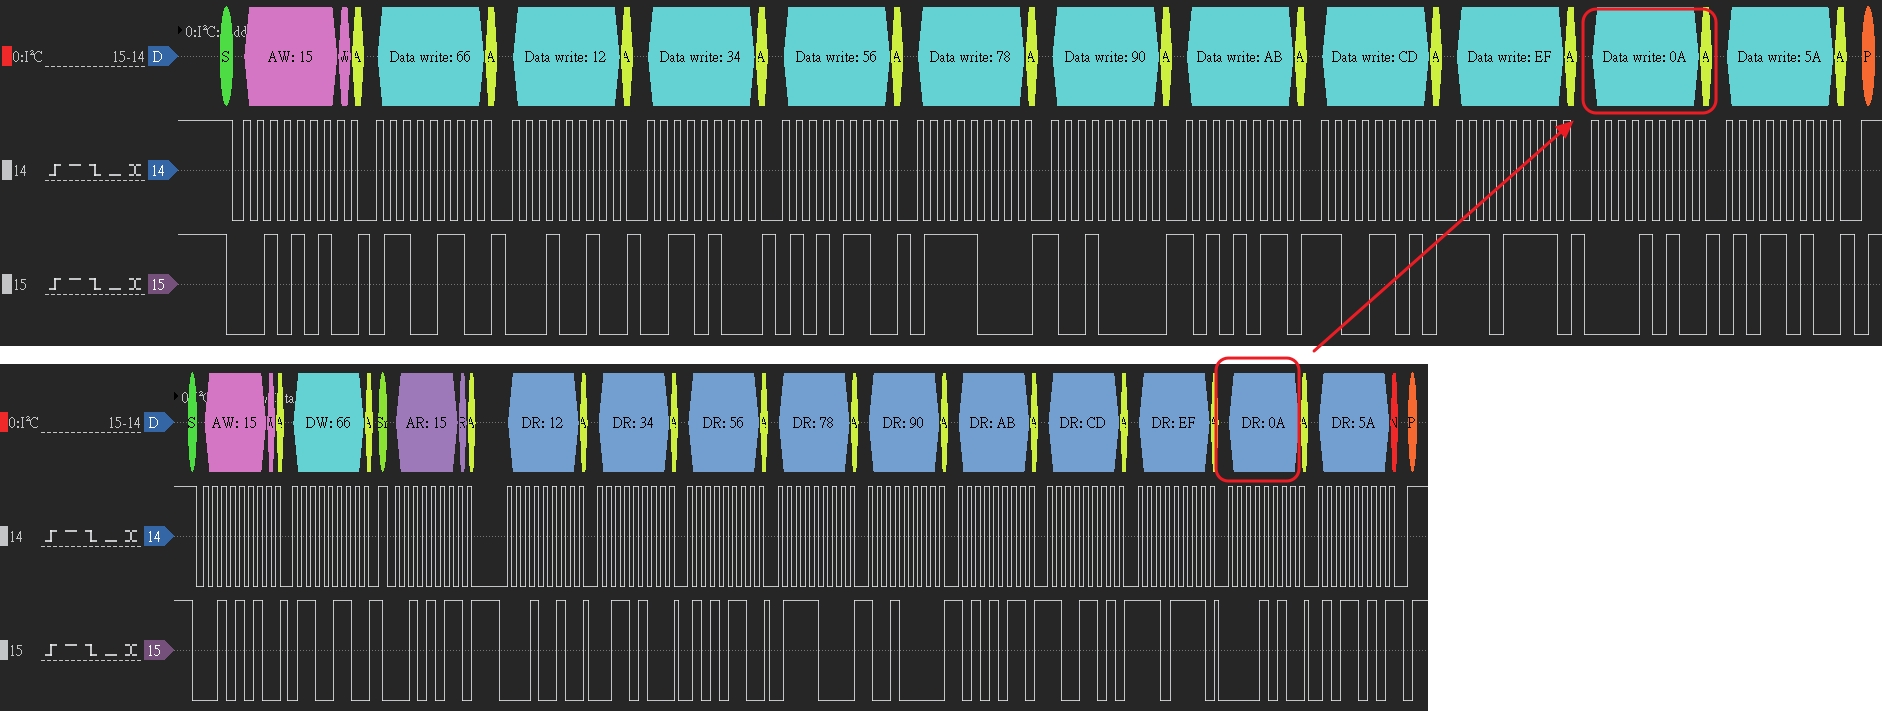 0:I²C: Add
0:I²C 15-14 D S AW: 15 W A Data write: 66 A Data write: 12 A Data write: 34 A Data write: 56 A Data write: 78 A Data write: 90 A Data write: AB A Data write: CD A Data write: EF A Data write: 0A A Data write: 5A A P
14 14
15 15
0:I²C 15-14 D S AW: 15 A DW: 66 A Sr AR: 15 R A DR: 12 A DR: 34 A DR: 56 A DR: 78 A DR: 90 A DR: AB A DR: CD A DR: EF A DR: 0A A DR: 5A N P
14 14
15 15